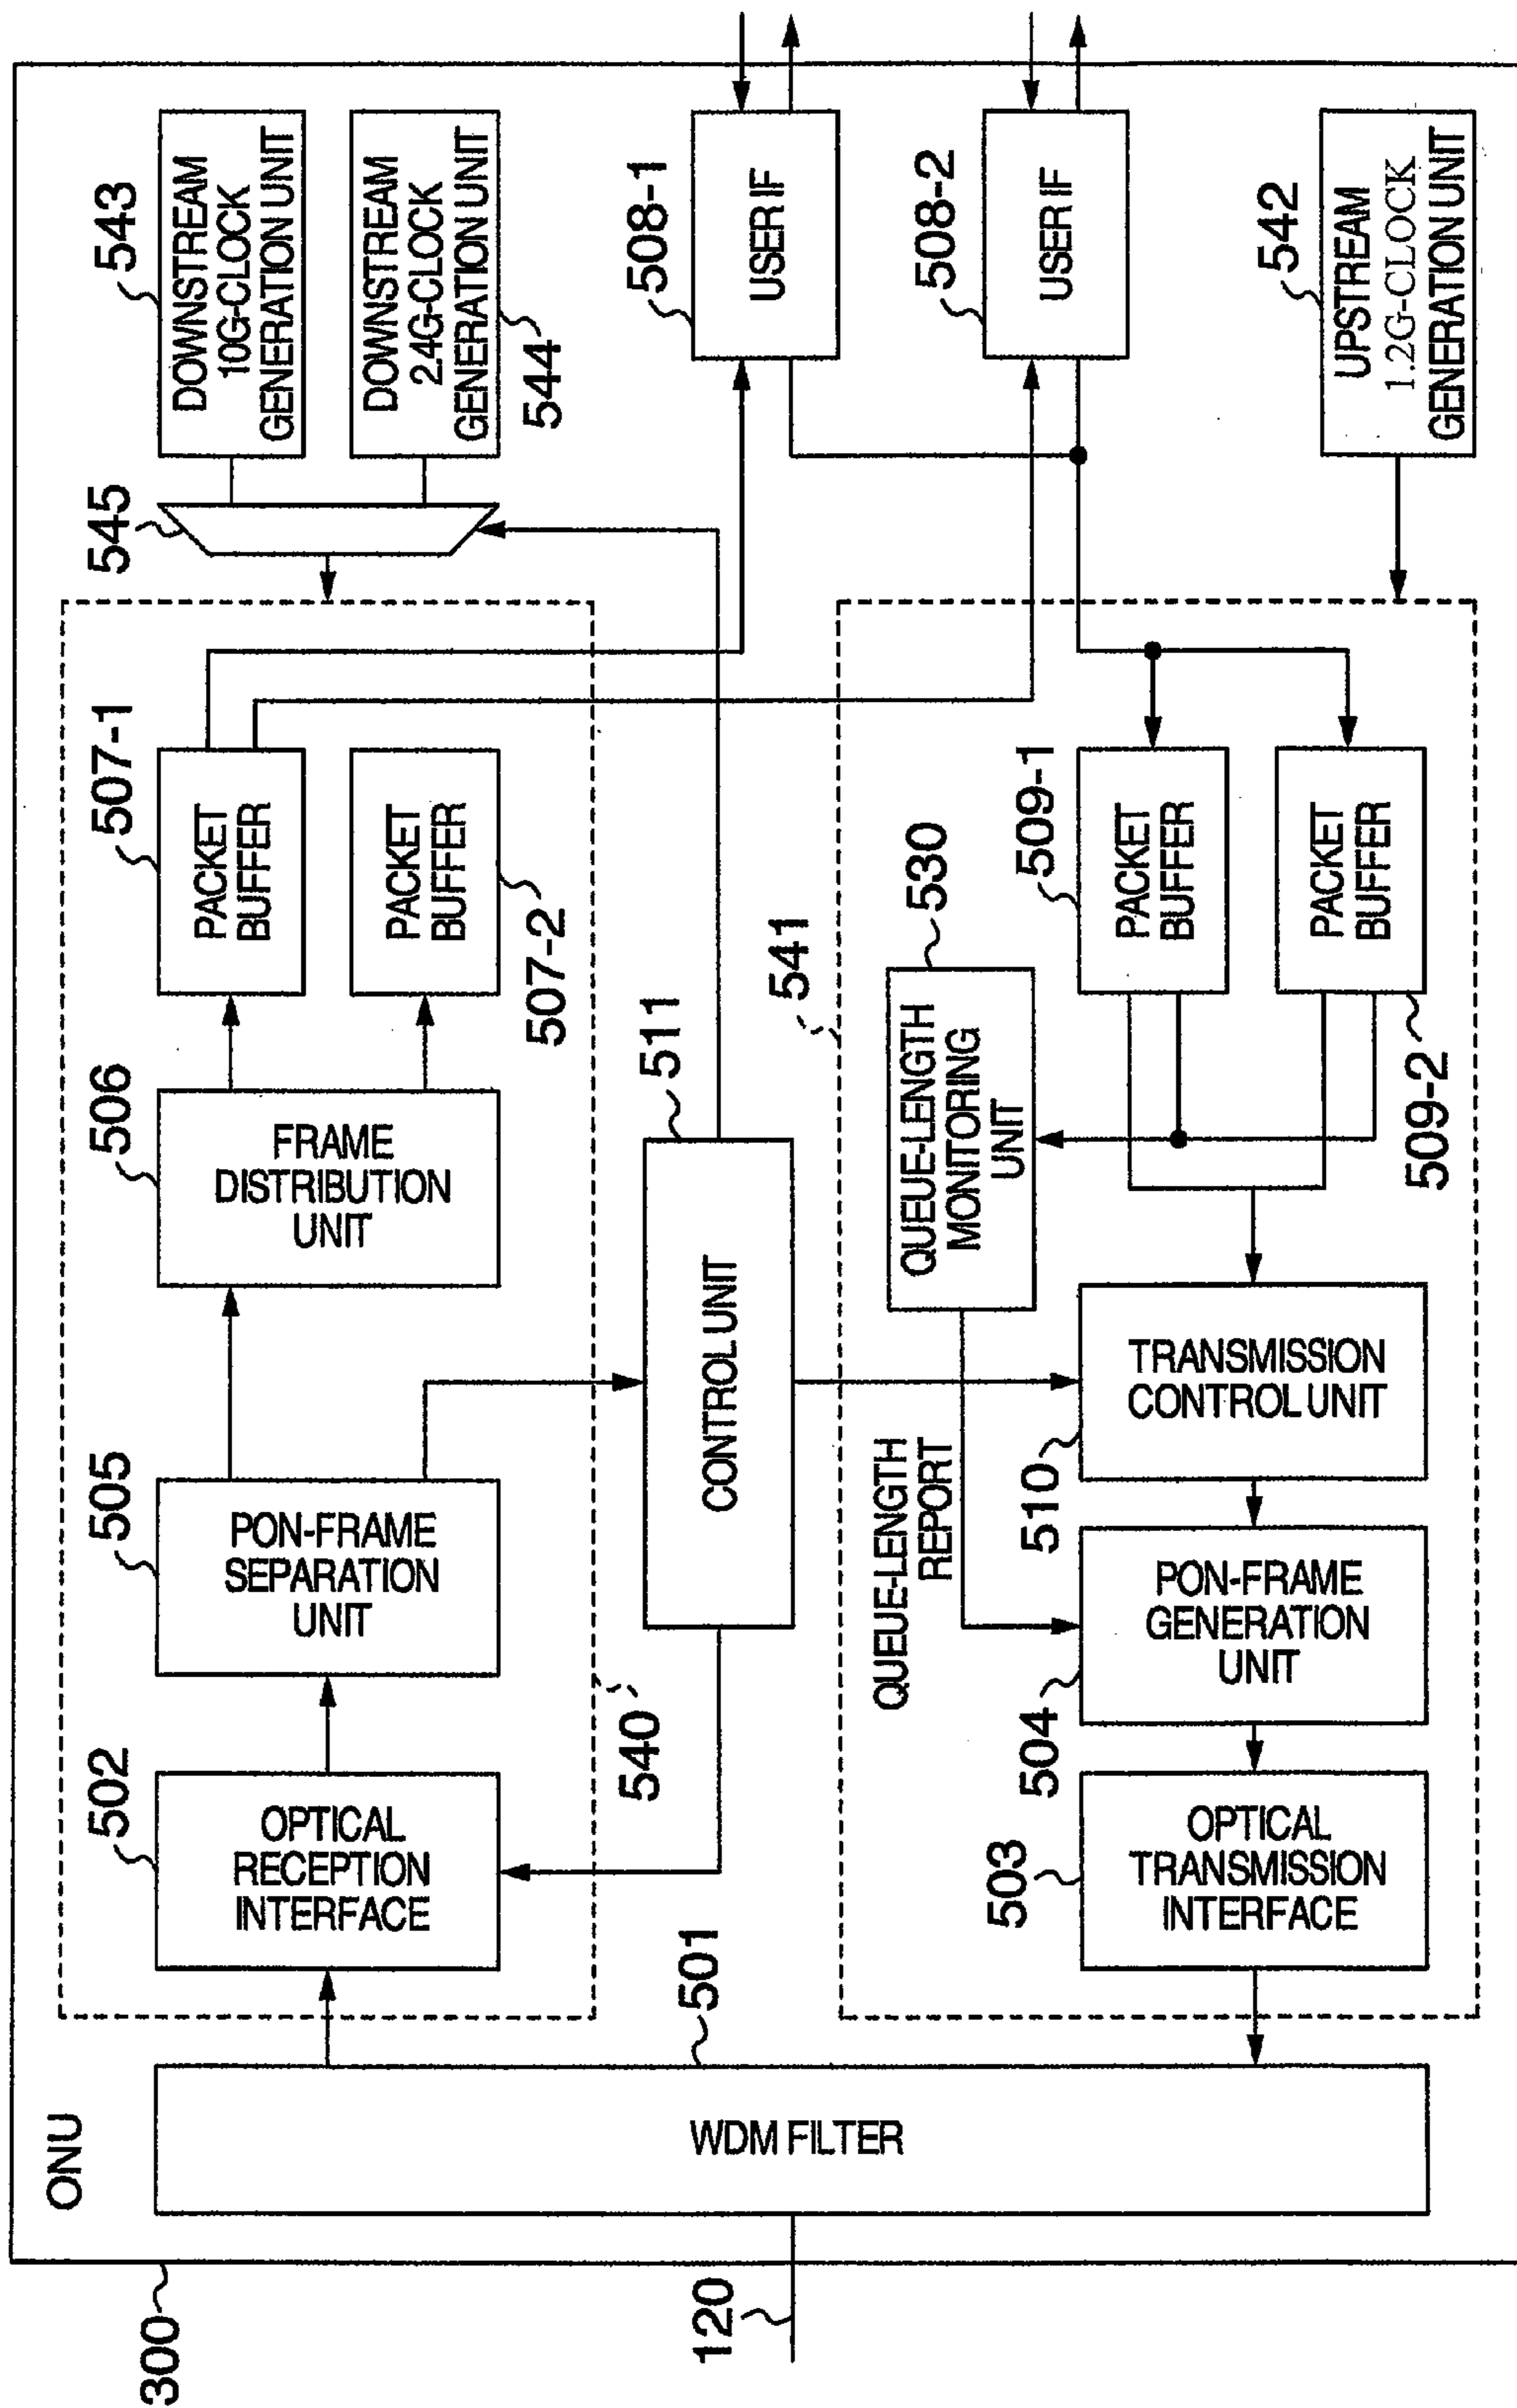 300
ONU
120
WDM FILTER
501
502
OPTICAL
RECEPTION
INTERFACE
505
PON-FRAME
SEPARATION
UNIT
506
FRAME
DISTRIBUTION
UNIT
507-1
PACKET
BUFFER
PACKET
BUFFER
507-2
545
543
DOWNSTREAM
10G-CLOCK
GENERATION UNIT
DOWNSTREAM
2.4G-CLOCK
GENERATION UNIT
544
540
511
CONTROL UNIT
508-1
USER IF
508-2
USER IF
541
530
QUEUE-LENGTH
MONITORING
UNIT
QUEUE-LENGTH
REPORT
503
OPTICAL
TRANSMISSION
INTERFACE
504
PON-FRAME
GENERATION
UNIT
510
TRANSMISSION
CONTROL UNIT
509-1
PACKET
BUFFER
PACKET
BUFFER
509-2
542
UPSTREAM
1.2G-CLOCK
GENERATION UNIT